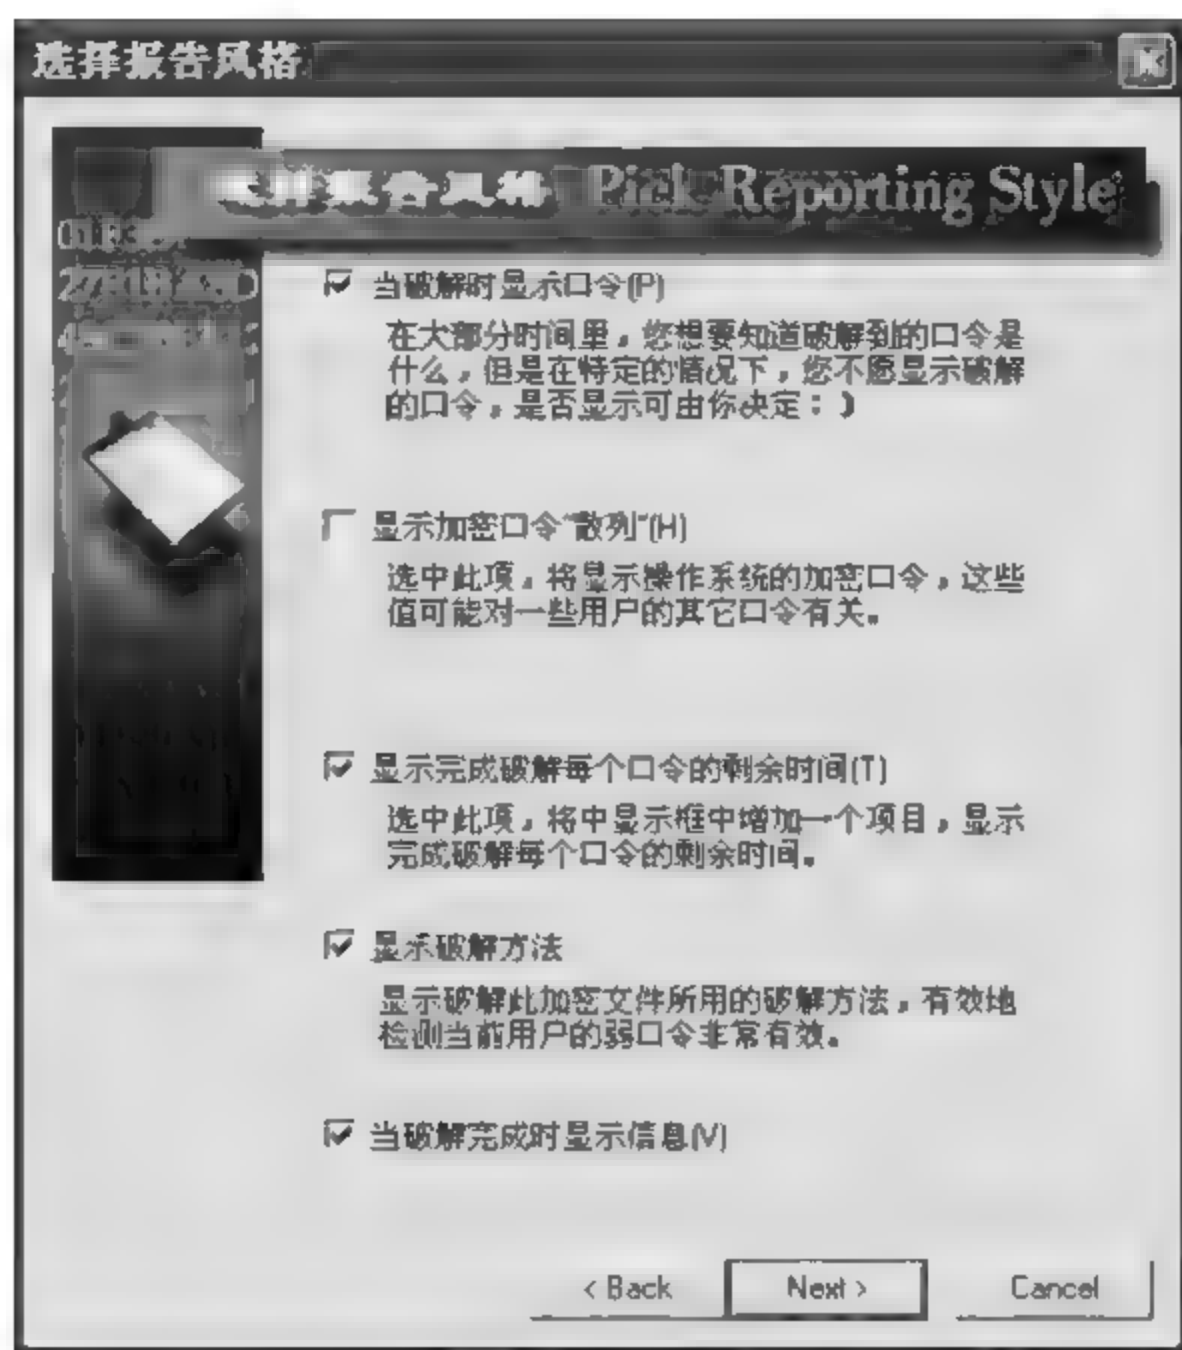 选择报告风格
Pick Reporting Style
当破解时显示口令(P)
在大部分时间里，您想要知道破解到的口令是
什么，但是在特定的情况下，您不愿显示破解
的口令，是否显示可由你决定：)
显示加密口令“散列”(H)
选中此项，将显示操作系统的加密口令，这些
值可能对一些用户的其它口令有关。
显示完成破解每个口令的剩余时间(T)
选中此项，将中显示框中增加一个项目，显示
完成破解每个口令的剩余时间。
显示破解方法
显示破解此加密文件所用的破解方法，有效地
检测当前用户的弱口令非常有效。
当破解完成时显示信息(V)
< Back Next > Cancel